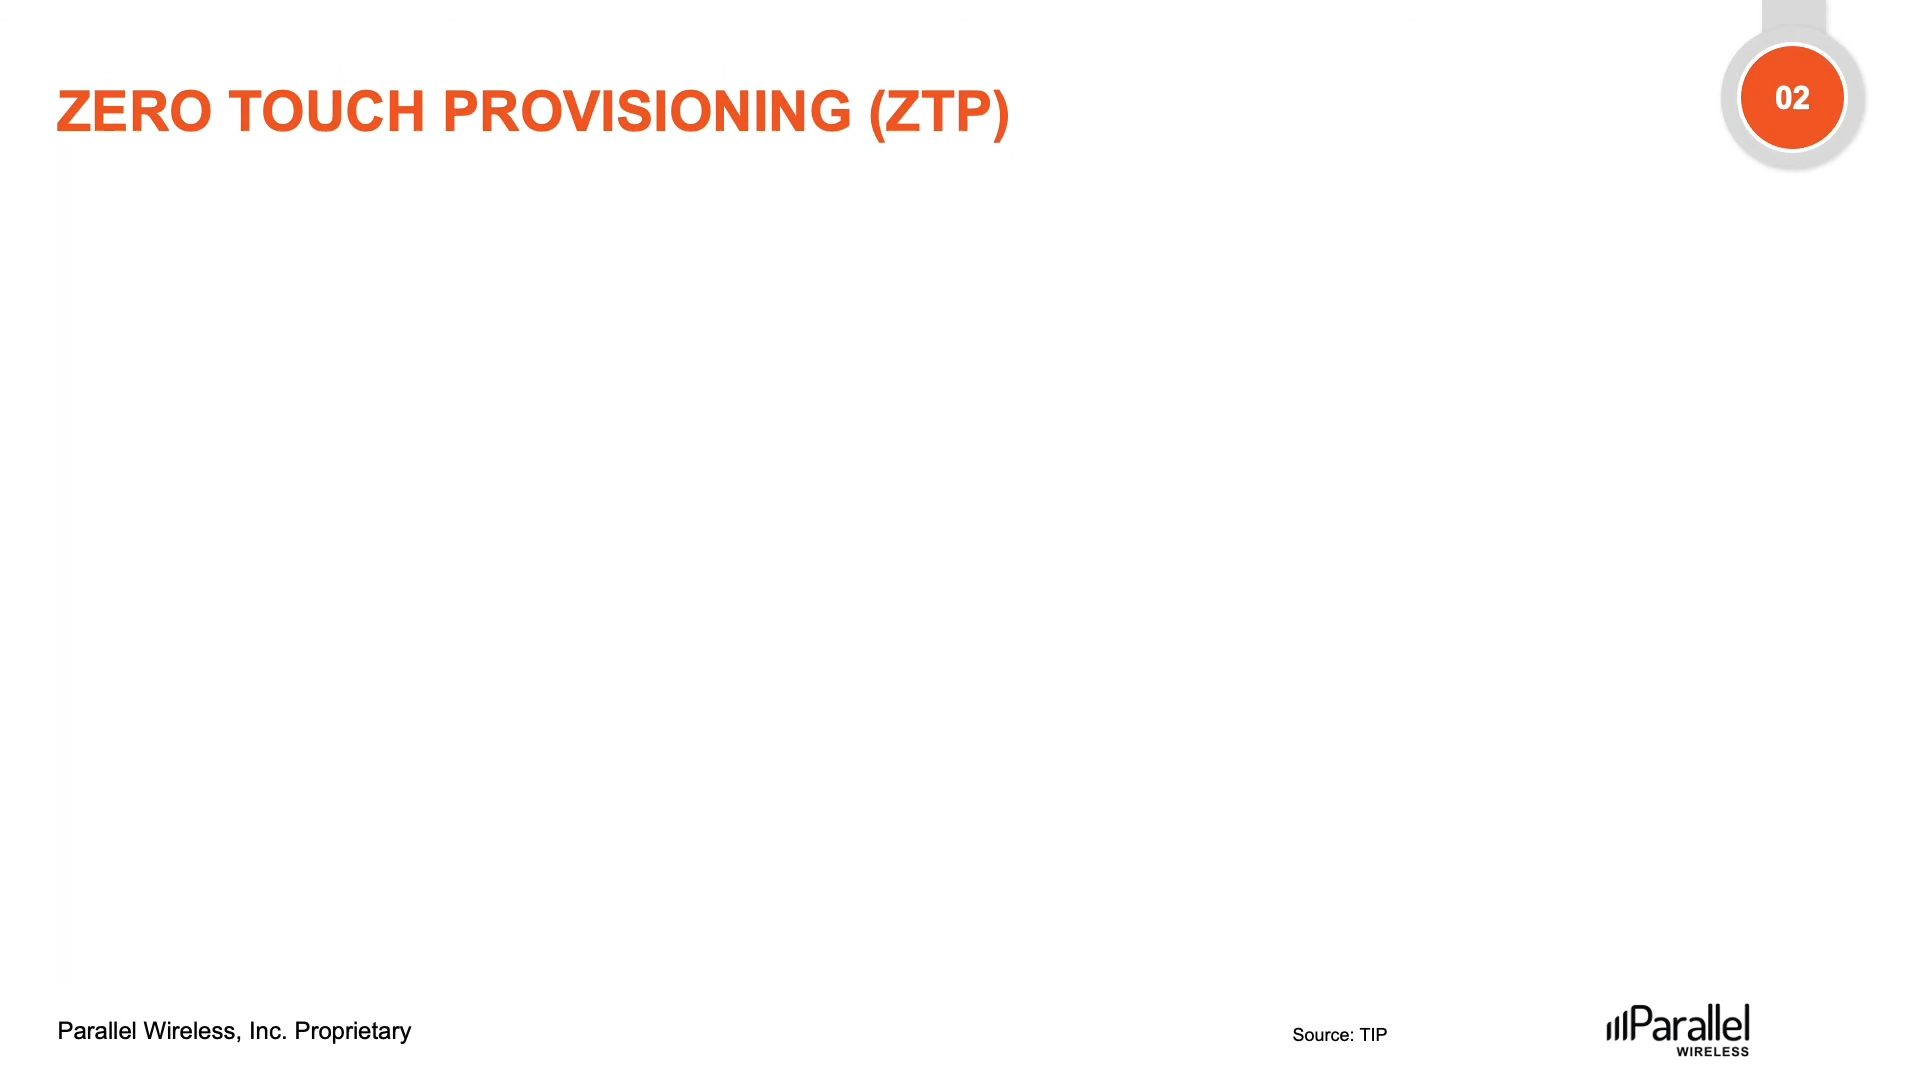 ZERO TOUCH PROVISIONING (ZTP)
02
Parallel Wireless, Inc. Proprietary
Source: TIP
Parallel
WIRELESS